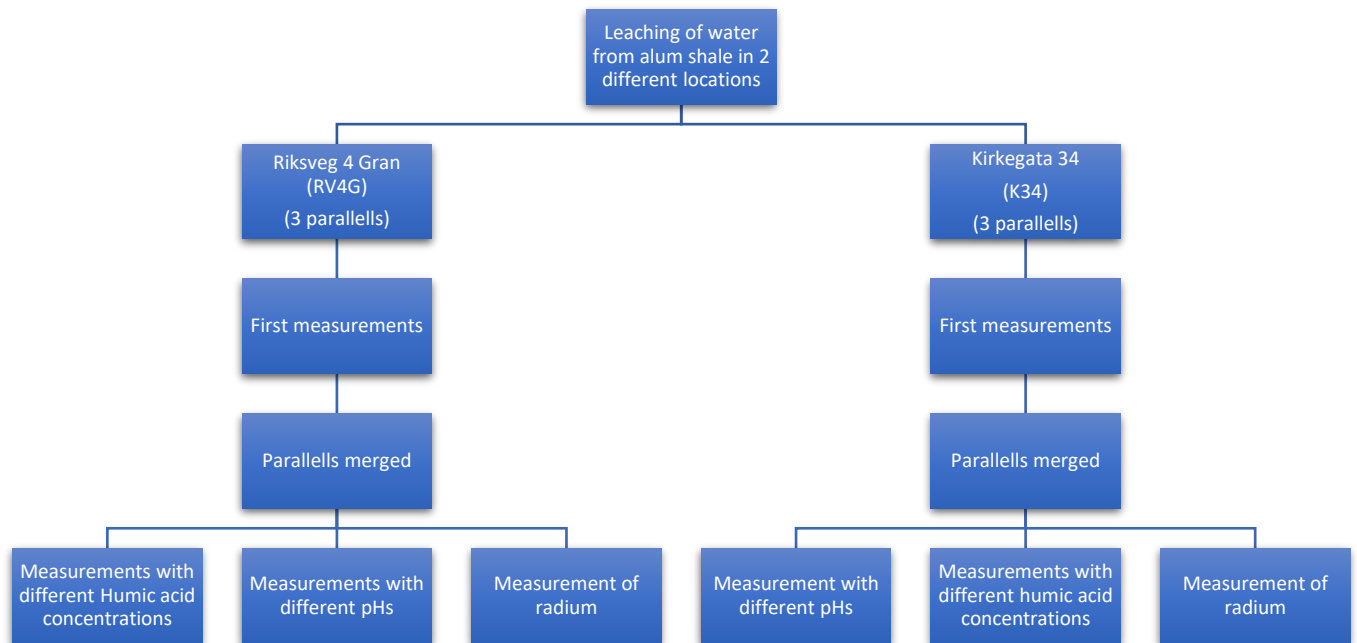 Leaching of water
from alum shale in 2
different locations
Riksveg 4 Gran
(RV4G)
(3 parallells)
Kirkegata 34
(K34)
(3 parallells)
First measurements
First measurements
Parallells merged
Parallells merged
Measurements with
different Humic acid
concentrations
Measurements with
different pHs
Measurement of
radium
Measurement with
different pHs
Measurements with
different humic acid
concentrations
Measurement of
radium